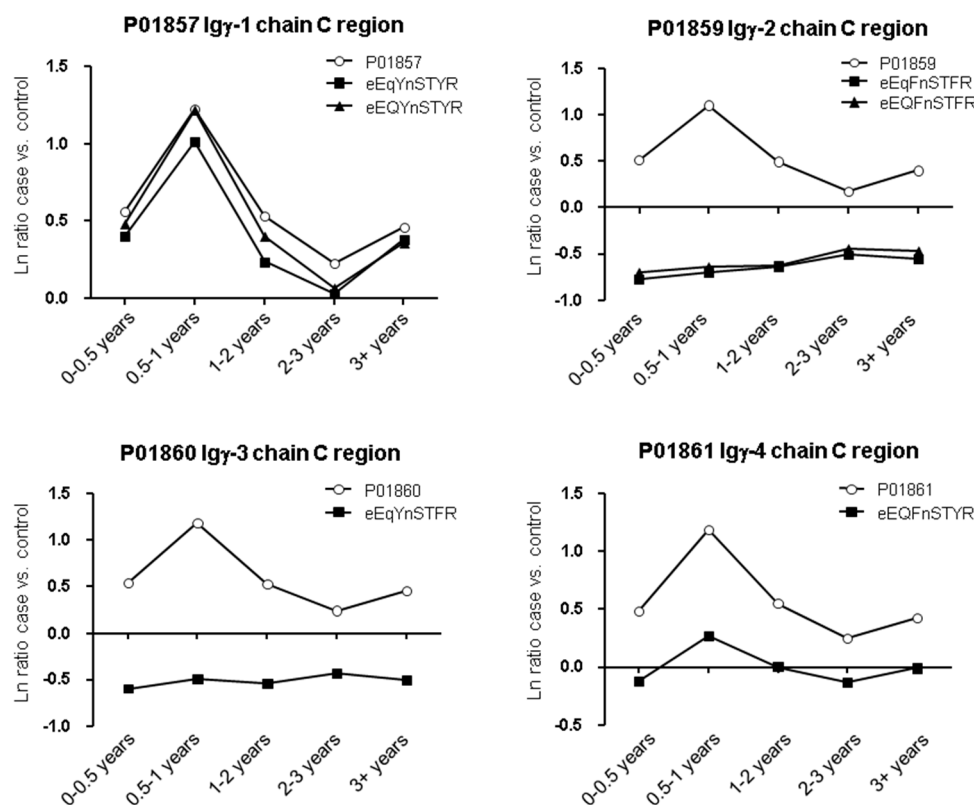 P01857 Igγ-1 chain C region
Ln ratio case vs. control
1.5
1.0
0.5
0.0
P01857
eEqYnSTYR
eEQYnSTYR
0-0.5 years
0.5-1 years
1-2 years
2-3 years
3+ years
P01859 Igγ-2 chain C region
Ln ratio case vs. control
1.5
1.0
0.5
0.0
-0.5
-1.0
P01859
eEqFnSTFR
eEQFnSTFR
0-0.5 years
0.5-1 years
1-2 years
2-3 years
3+ years
P01860 Igγ-3 chain C region
Ln ratio case vs. control
1.5
1.0
0.5
0.0
-0.5
-1.0
P01860
eEqYnSTFR
0-0.5 years
0.5-1 years
1-2 years
2-3 years
3+ years
P01861 Igγ-4 chain C region
Ln ratio case vs. control
1.5
1.0
0.5
0.0
-0.5
P01861
eEQFnSTYR
0-0.5 years
0.5-1 years
1-2 years
2-3 years
3+ years